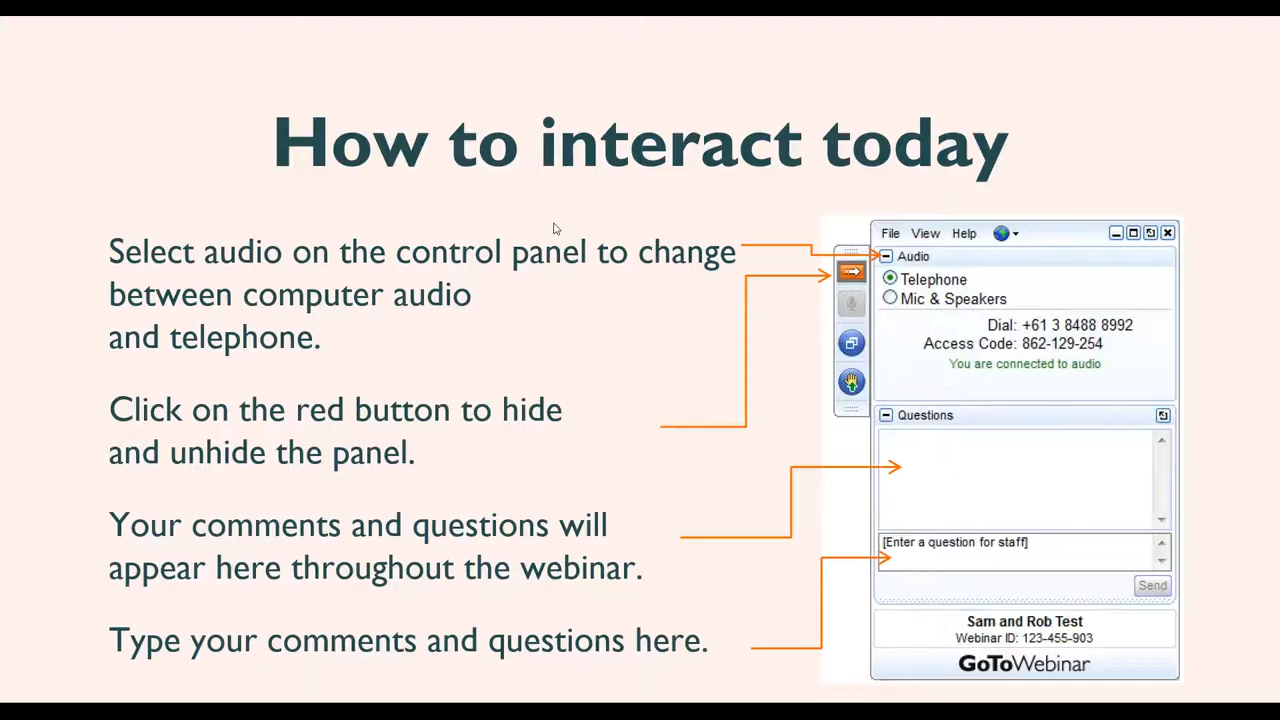 How to interact today
Select audio on the control panel to change
between computer audio
and telephone.
Click on the red button to hide
and unhide the panel.
Your comments and questions will
appear here throughout the webinar.
Type your comments and questions here.
File View Help
Audio
Telephone
Mic & Speakers
Dial: +61 3 8488 8992
Access Code: 862-129-254
You are connected to audio
Questions
[Enter a question for staff]
Send
Sam and Rob Test
Webinar ID: 123-455-903
GoToWebinar